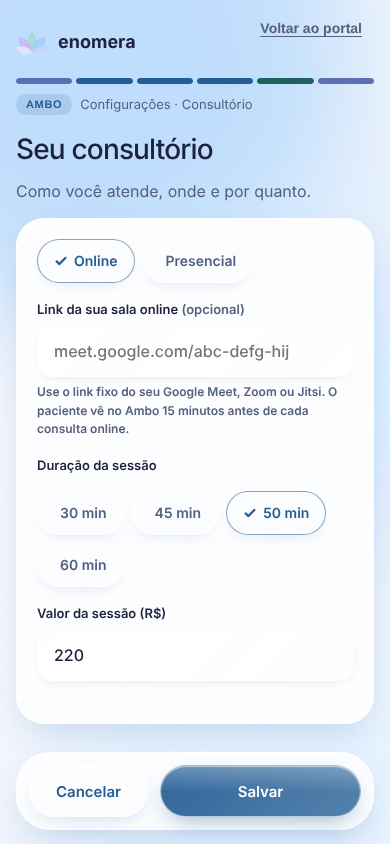 Voltar ao portal
enomera
AMBO Configurações · Consultório
Seu consultório
Como você atende, onde e por quanto.
Online Presencial
Link da sua sala online (opcional)
meet.google.com/abc-defg-hij
Use o link fixo do seu Google Meet, Zoom ou Jitsi. O
paciente vê no Ambo 15 minutos antes de cada
consulta online.
Duração da sessão
30 min 45 min 50 min
60 min
Valor da sessão (R$)
220
Cancelar Salvar